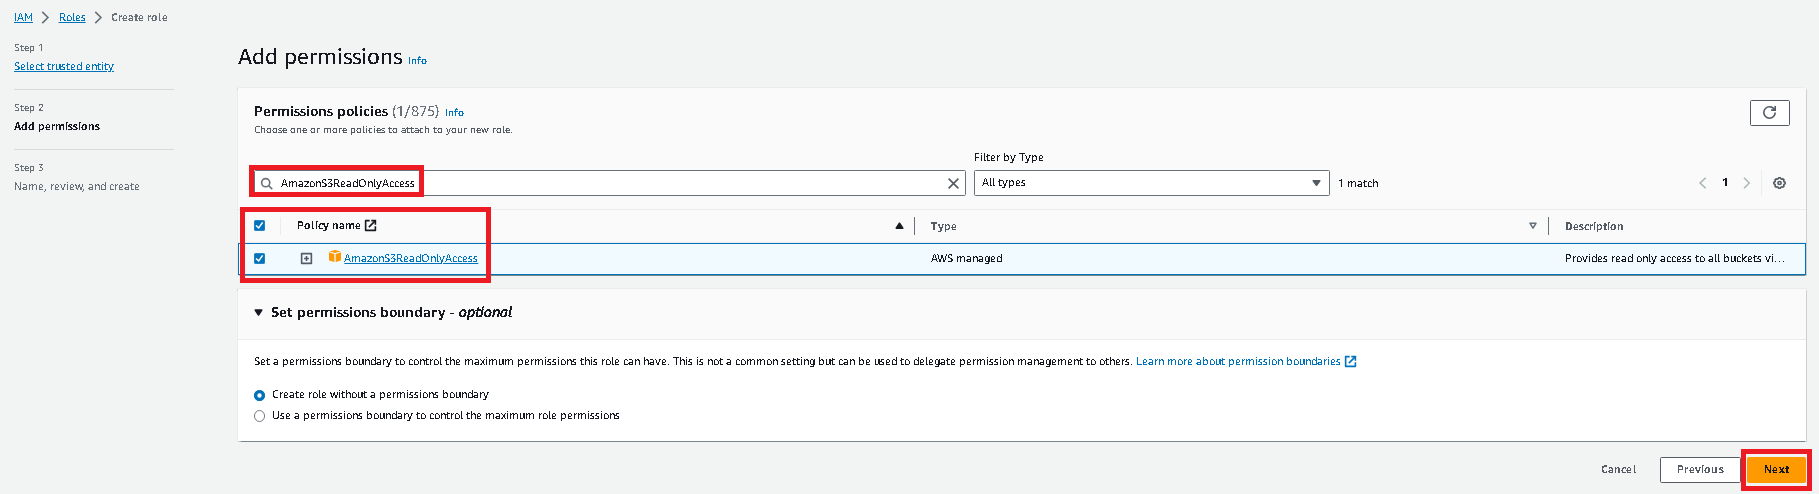 IAM > Roles > Create role
Step 1
Select trusted entity
Step 2
Add permissions
Step 3
Name, review, and create
Add permissions Info
Permissions policies (1/875) Info
Choose one or more policies to attach to your new role.
Filter by Type
AmazonS3ReadOnlyAccess
All types
1 match
1
Policy name
Type
Description
AmazonS3ReadOnlyAccess
AWS managed
Provides read only access to all buckets vi...
Set permissions boundary - optional
Set a permissions boundary to control the maximum permissions this role can have. This is not a common setting but can be used to delegate permission management to others. Learn more about permission boundaries
Create role without a permissions boundary
Use a permissions boundary to control the maximum role permissions
Cancel
Previous
Next